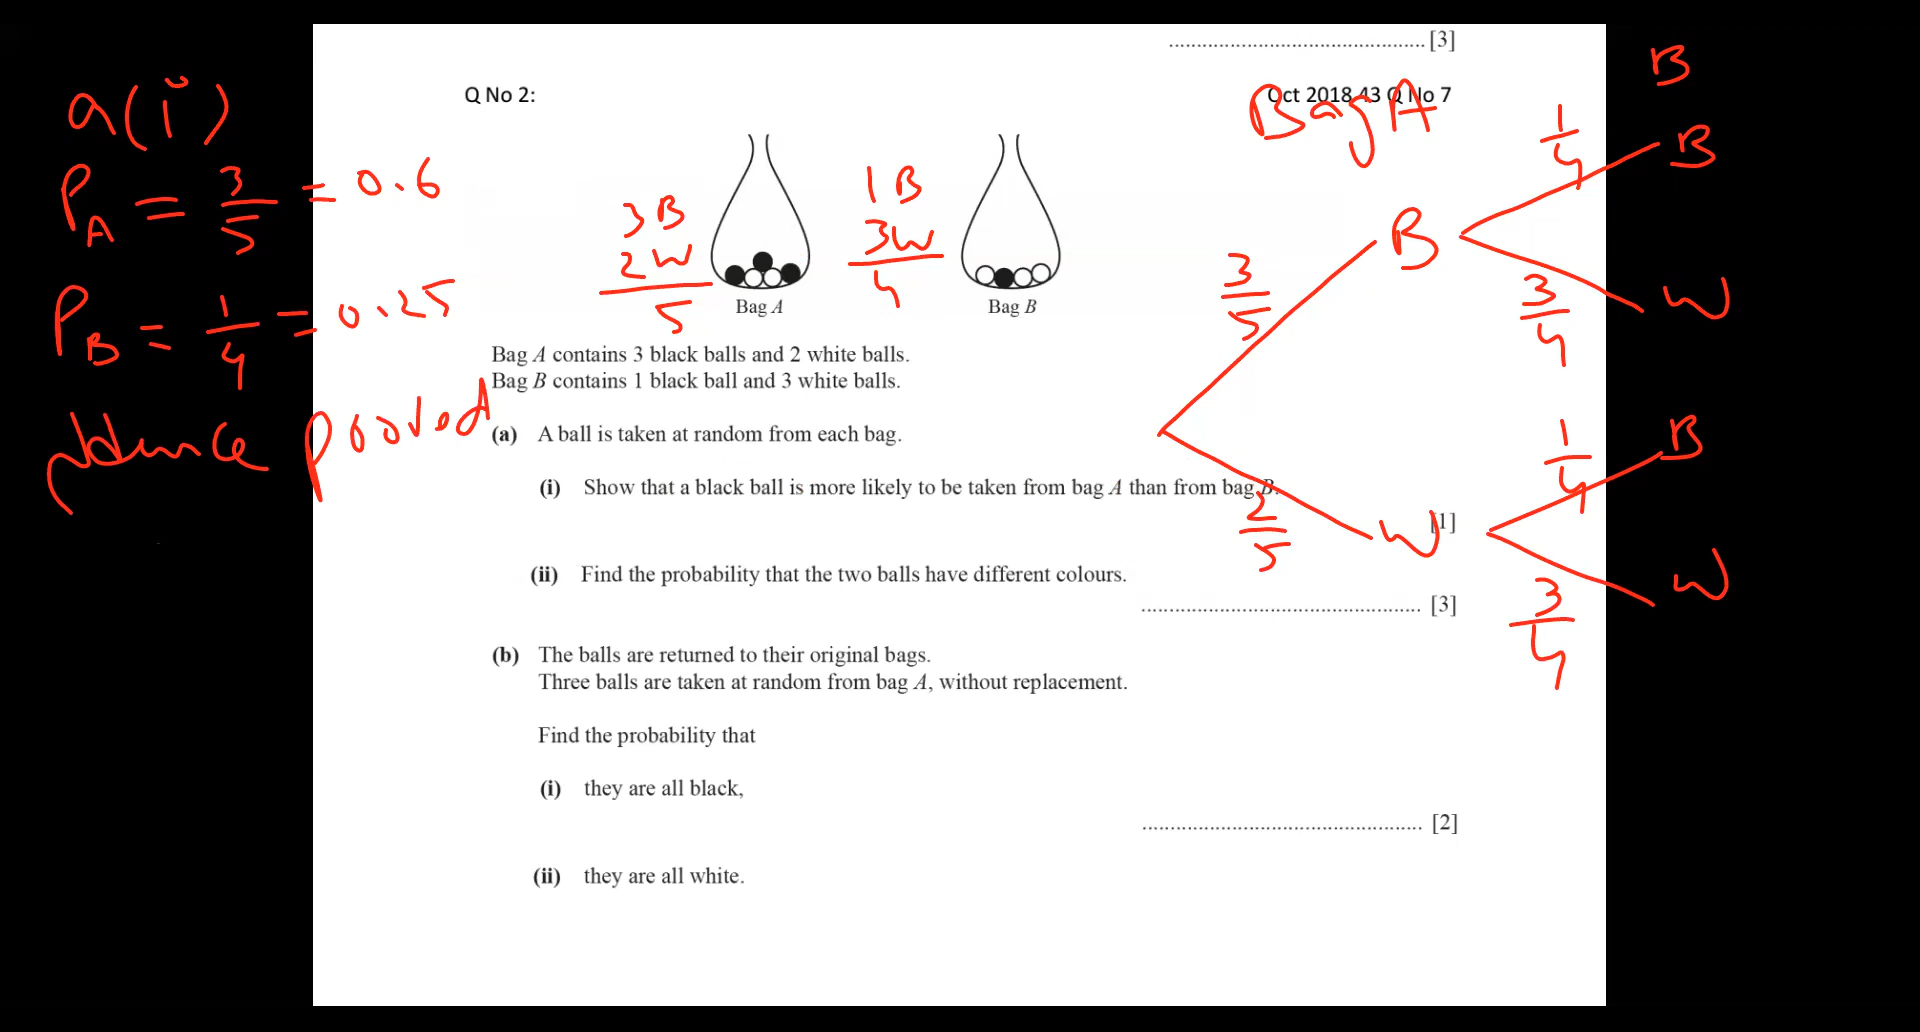 [3]
Q No 2:
Oct 2018 43 Q No 7
Bag A
a(i)
P_A = 3/5 = 0.6
P_B = 1/4 = 0.25
3B
2W
5
1B
3W
4
Bag A
Bag B
Bag A contains 3 black balls and 2 white balls.
Bag B contains 1 black ball and 3 white balls.
(a) A ball is taken at random from each bag.
(i) Show that a black ball is more likely to be taken from bag A than from bag B.
[1]
(ii) Find the probability that the two balls have different colours.
[3]
(b) The balls are returned to their original bags.
Three balls are taken at random from bag A, without replacement.
Find the probability that
(i) they are all black,
[2]
(ii) they are all white.
B
3/5
B
2/5
W
1/4
B
3/4
W
1/4
B
3/4
W